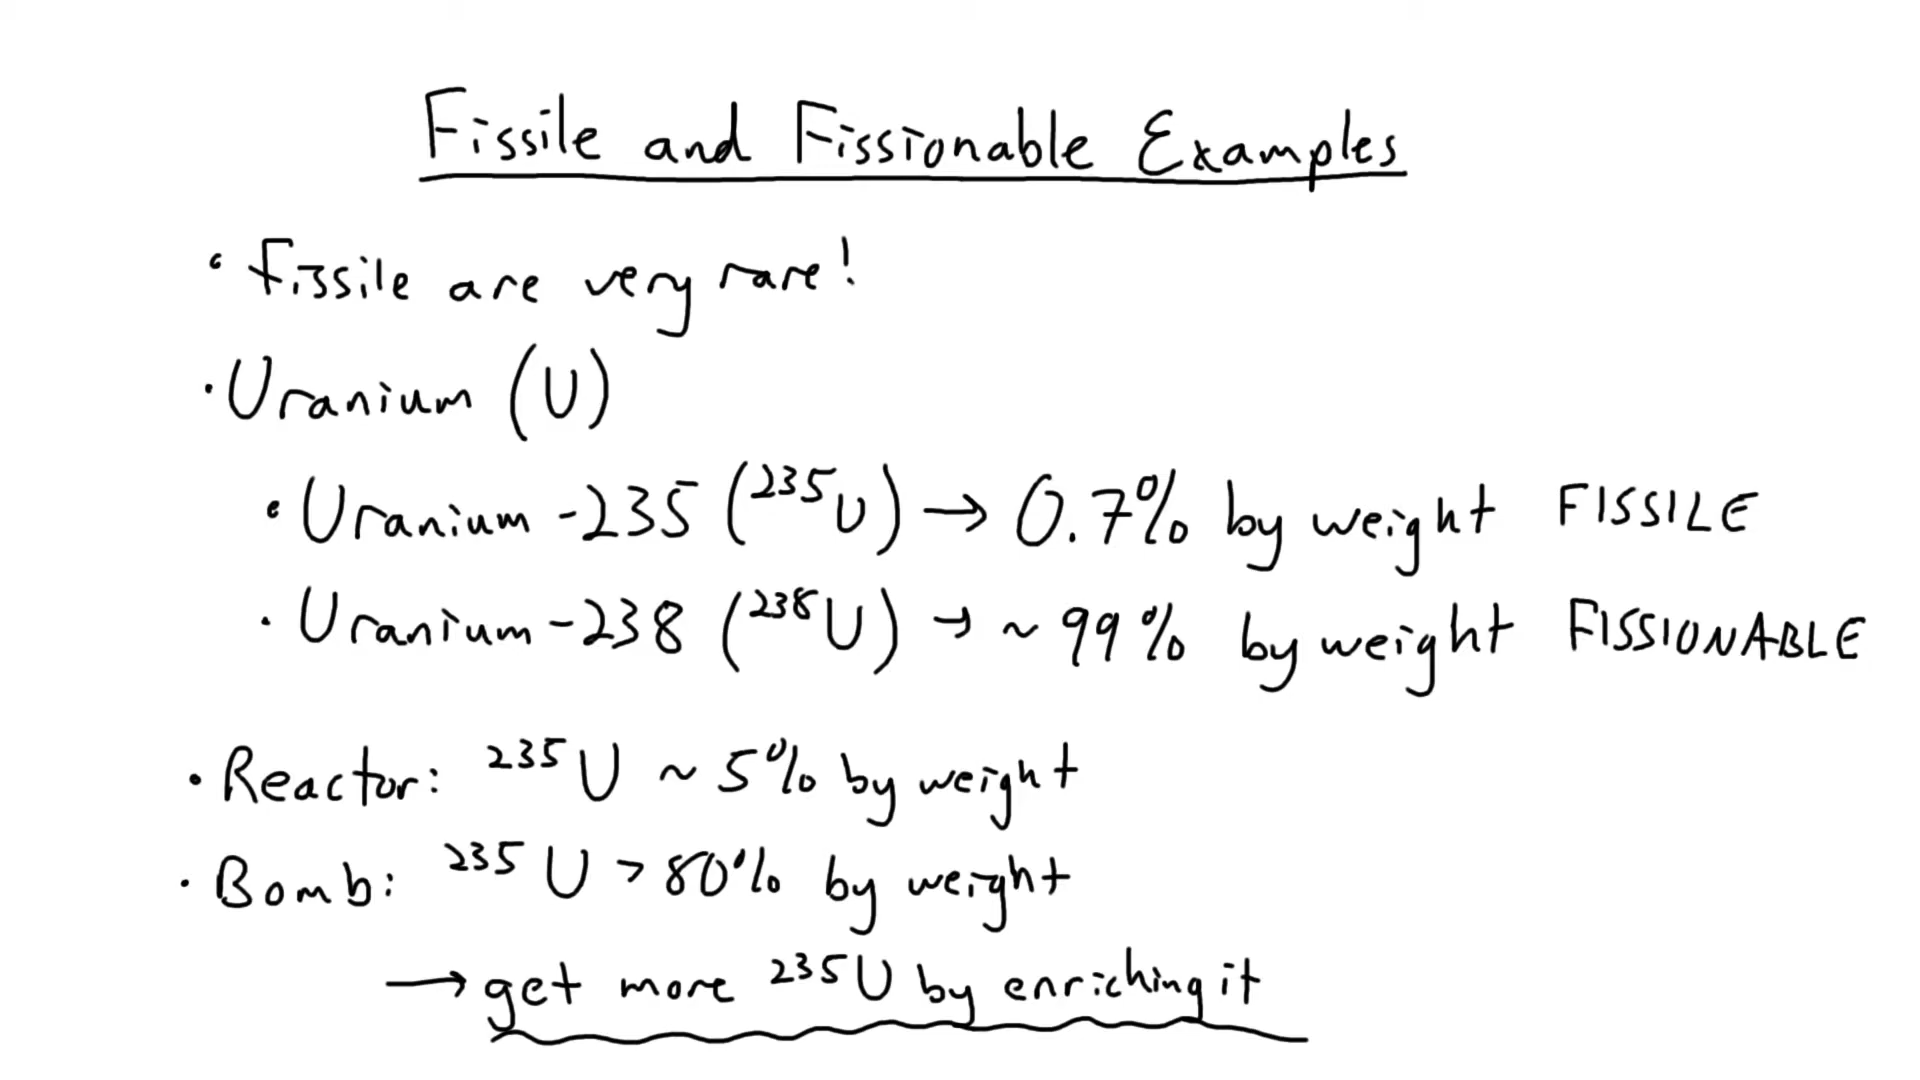 Fissile and Fissionable Examples
• Fissile are very rare!
• Uranium (U)
• Uranium-235 (²³⁵U) → 0.7% by weight FISSILE
• Uranium-238 (²³⁸U) → ~99% by weight FISSIONABLE
• Reactor: ²³⁵U ~ 5% by weight
• Bomb: ²³⁵U > 80% by weight
→ get more ²³⁵U by enriching it